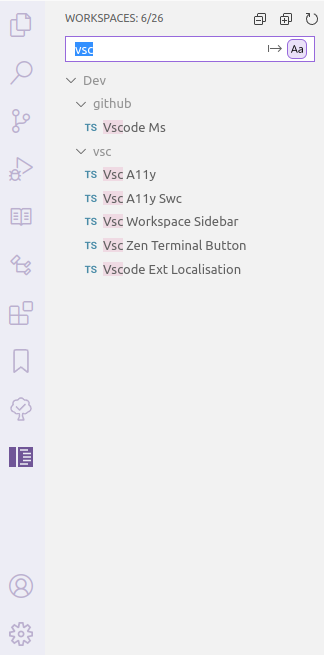 WORKSPACES: 6/26
vsc
Aa
Dev
github
TS Vscode Ms
vsc
TS Vsc A11y
TS Vsc A11y Swc
TS Vsc Workspace Sidebar
TS Vsc Zen Terminal Button
TS Vscode Ext Localisation